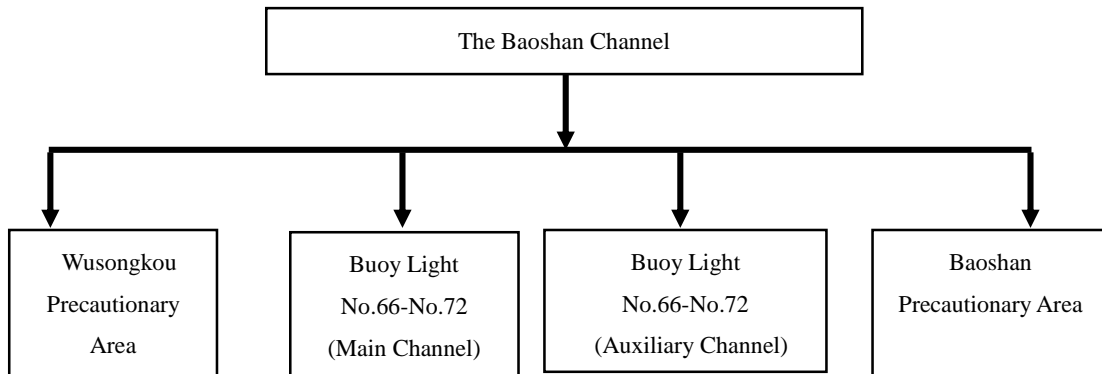 The Baoshan Channel
Wusongkou
Precautionary
Area
Buoy Light
No.66-No.72
(Main Channel)
Buoy Light
No.66-No.72
(Auxiliary Channel)
Baoshan
Precautionary Area